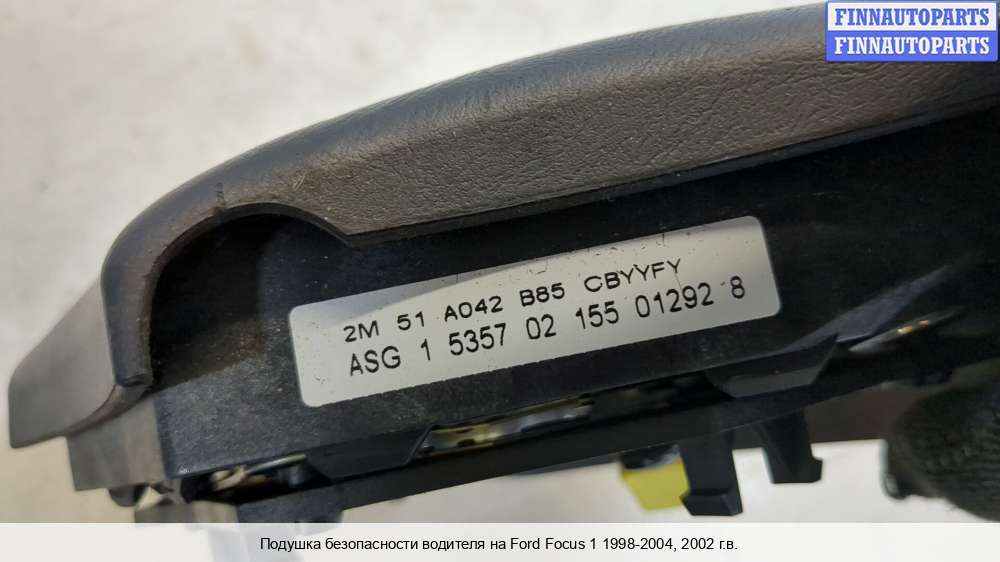 FINNAUTOPARTS
FINNAUTOPARTS
2M 51 A042 B85 CBYYFY
ASG 1 5357 02 155 01292 8
Подушка безопасности водителя на Ford Focus 1 1998-2004, 2002 г.в.